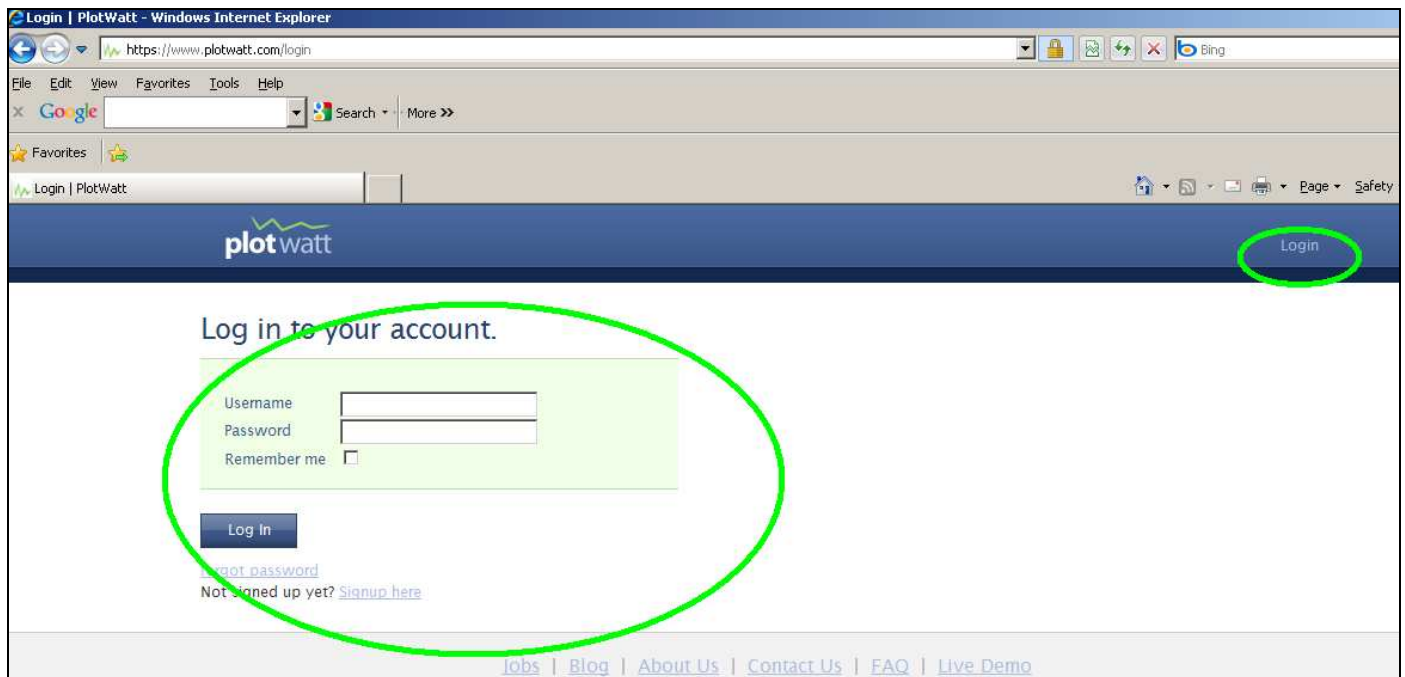 Login | PlotWatt - Windows Internet Explorer
https://www.plotwatt.com/login
Bing
File Edit View Favorites Tools Help
x Google Search More >>
Favorites
Login | PlotWatt
Page Safety
plotwatt
Login
Log in to your account.
Username
Password
Remember me
Log In
Forgot password
Not signed up yet? Signup here
Jobs | Blog | About Us | Contact Us | FAQ | Live Demo